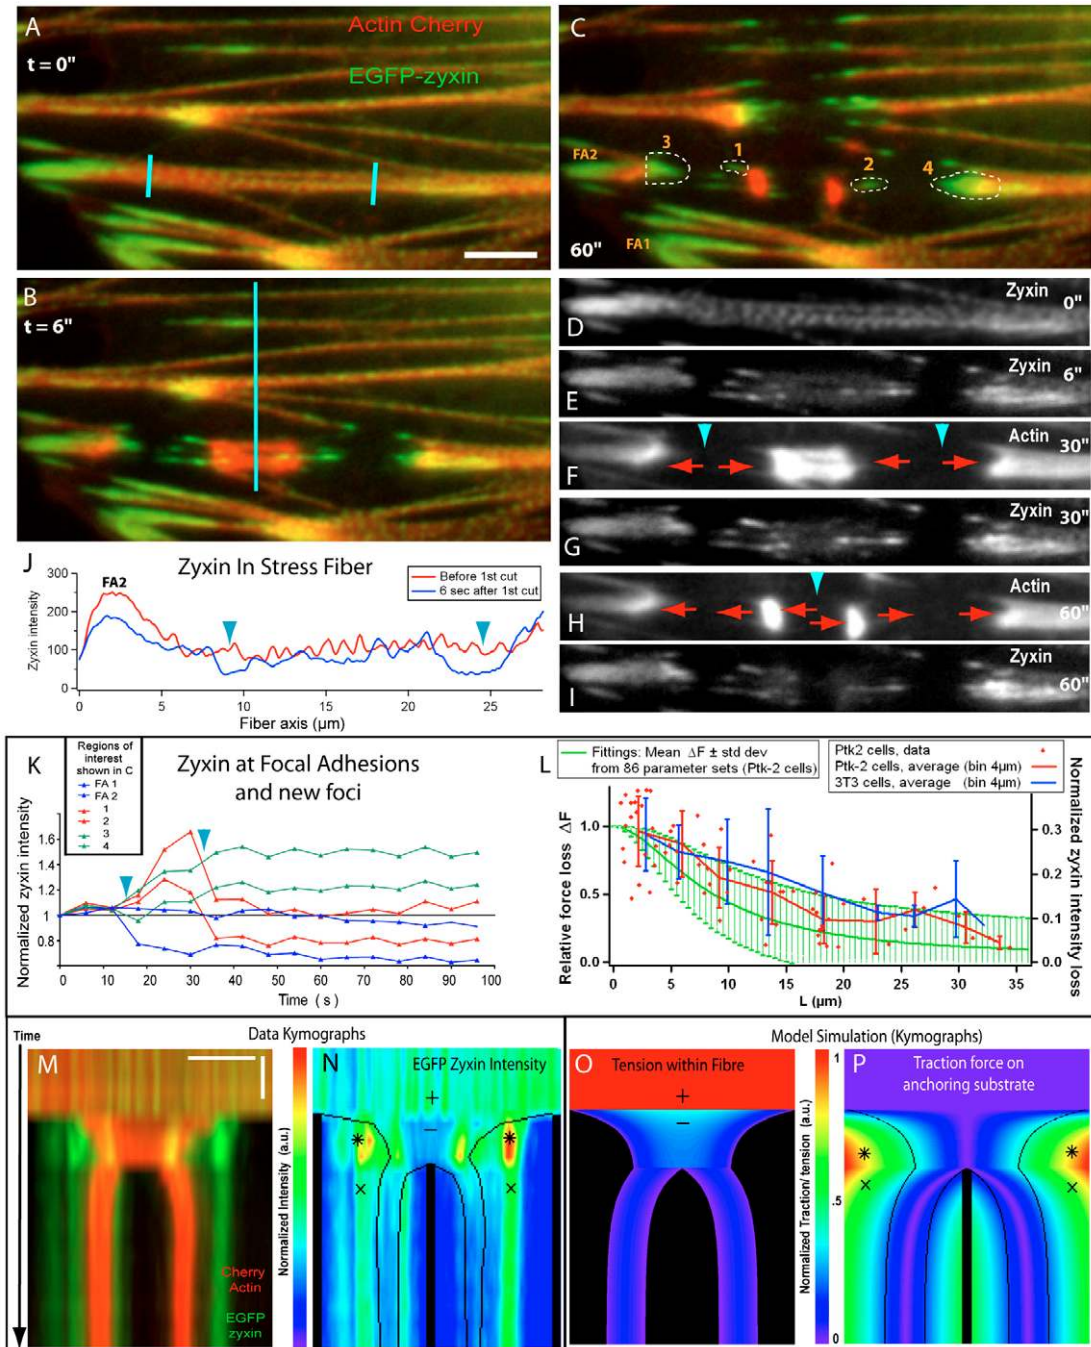 A
Actin Cherry
t = 0"
EGFP-zyxin
C
3
1
FA2
2
4
FA1
60"
B
t = 6"
Zyxin 0"
D
Zyxin 6"
E
Actin 30"
F
Zyxin 30"
G
Actin 60"
H
Zyxin 60"
I
J
Zyxin In Stress Fiber
FA2
Before 1st cut
6 sec after 1st cut
Zyxin intensity
300
200
100
0
0 5 10 15 20 25
Fiber axis (μm)
Regions of
interest
shown in C
FA 1
FA 2
1
2
3
4
K
Zyxin at Focal Adhesions
and new foci
Normalized zyxin intensity
1.6
1.4
1.2
1
0.8
0 10 20 30 40 50 60 70 80 90 100
Time ( s )
L
Fittings: Mean ΔF ± std dev
from 86 parameter sets (Ptk-2 cells)
Ptk2 cells, data
Ptk-2 cells, average (bin 4μm)
3T3 cells, average (bin 4μm)
Relative force loss ΔF
1.0
0.5
0.0
0 5 10 15 20 25 30 35
L (μm)
0.3
0.2
0.1
0.0
Normalized zyxin intensity loss
Time
Data Kymographs
M
Cherry
Actin
EGFP
zyxin
Normalized Intensity (a.u.)
N
EGFP Zyxin Intensity
+
−
*
*
×
×
Model Simulation (Kymographs)
O
Tension within Fibre
+
−
1
.5
0
Normalized Traction/ tension (a.u.)
P
Traction force on
anchoring substrate
*
*
×
×